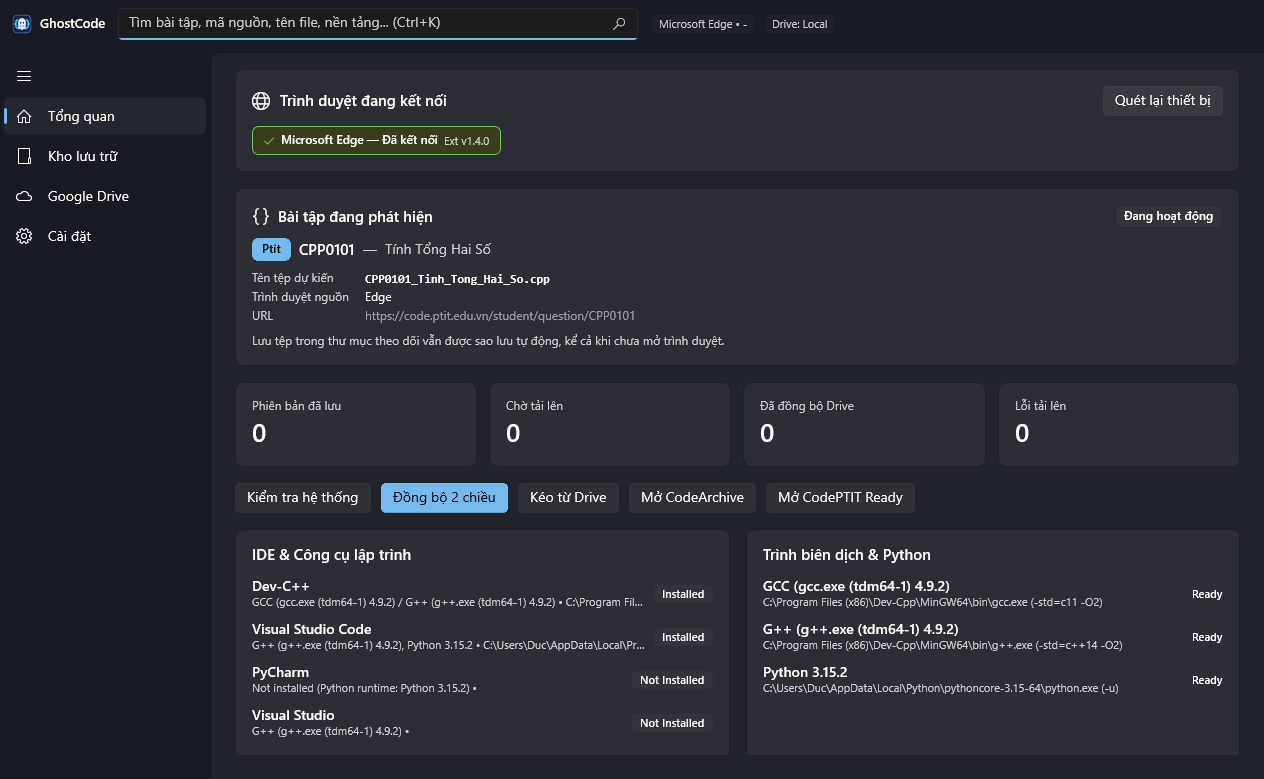 GhostCode
Tìm bài tập, mã nguồn, tên file, nền tảng... (Ctrl+K)
Microsoft Edge • -
Drive: Local
Tổng quan
Kho lưu trữ
Google Drive
Cài đặt
Trình duyệt đang kết nối
Quét lại thiết bị
Microsoft Edge — Đã kết nối Ext v1.4.0
{ } Bài tập đang phát hiện
Đang hoạt động
Ptit CPP0101 — Tính Tổng Hai Số
Tên tệp dự kiến CPP0101_Tinh_Tong_Hai_So.cpp
Trình duyệt nguồn Edge
URL https://code.ptit.edu.vn/student/question/CPP0101
Lưu tệp trong thư mục theo dõi vẫn được sao lưu tự động, kể cả khi chưa mở trình duyệt.
Phiên bản đã lưu
0
Chờ tải lên
0
Đã đồng bộ Drive
0
Lỗi tải lên
0
Kiểm tra hệ thống
Đồng bộ 2 chiều
Kéo từ Drive
Mở CodeArchive
Mở CodePTIT Ready
IDE & Công cụ lập trình
Dev-C++
GCC (gcc.exe (tdm64-1) 4.9.2) / G++ (g++.exe (tdm64-1) 4.9.2) • C:\Program Fil...
Installed
Visual Studio Code
G++ (g++.exe (tdm64-1) 4.9.2), Python 3.15.2 • C:\Users\Duc\AppData\Local\Pr...
Installed
PyCharm
Not installed (Python runtime: Python 3.15.2) •
Not Installed
Visual Studio
G++ (g++.exe (tdm64-1) 4.9.2) •
Not Installed
Trình biên dịch & Python
GCC (gcc.exe (tdm64-1) 4.9.2)
C:\Program Files (x86)\Dev-Cpp\MinGW64\bin\gcc.exe (-std=c11 -O2)
Ready
G++ (g++.exe (tdm64-1) 4.9.2)
C:\Program Files (x86)\Dev-Cpp\MinGW64\bin\g++.exe (-std=c++14 -O2)
Ready
Python 3.15.2
C:\Users\Duc\AppData\Local\Python\pythoncore-3.15-64\python.exe (-u)
Ready